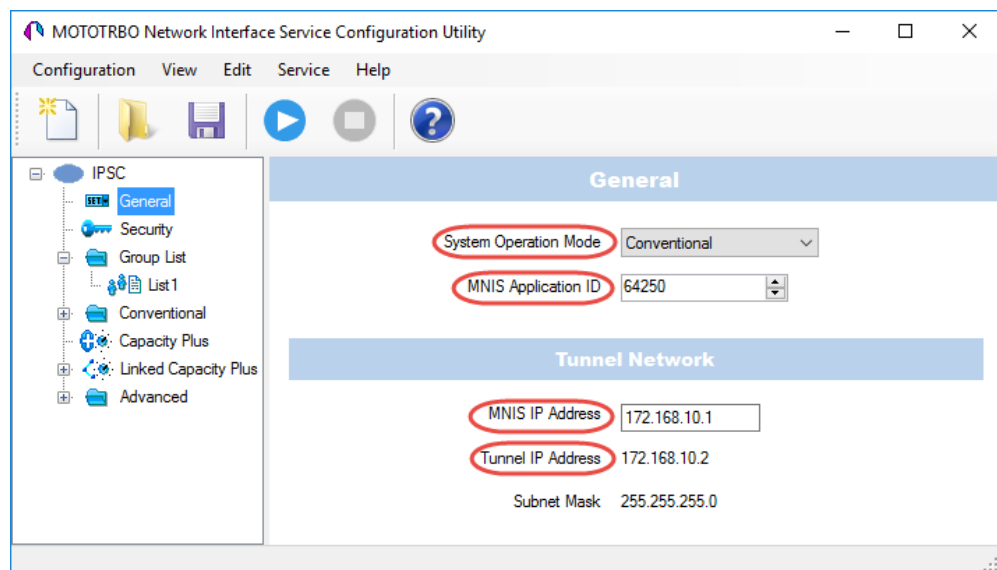 MOTOTRBO Network Interface Service Configuration Utility
Configuration View Edit Service Help
IPSC
General
Security
Group List
List1
Conventional
Capacity Plus
Linked Capacity Plus
Advanced
General
System Operation Mode Conventional
MNIS Application ID 64250
Tunnel Network
MNIS IP Address 172.168.10.1
Tunnel IP Address 172.168.10.2
Subnet Mask 255.255.255.0